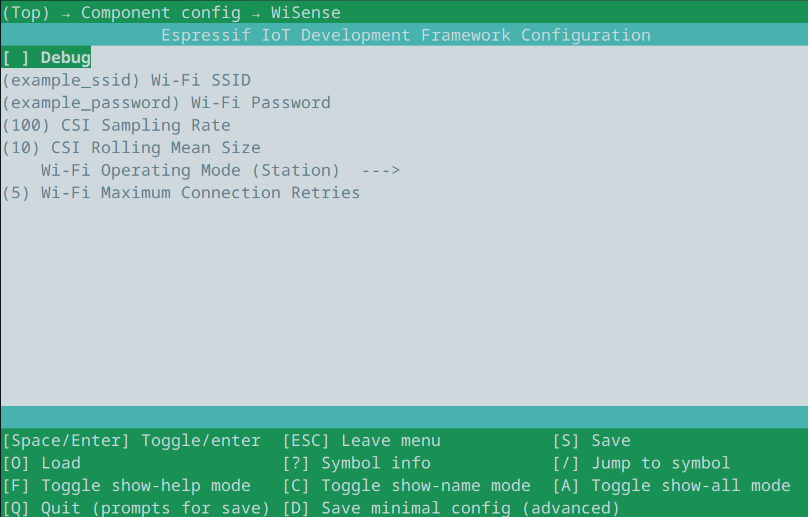 (Top) → Component config → WiSense
Espressif IoT Development Framework Configuration
[ ] Debug
(example_ssid) Wi-Fi SSID
(example_password) Wi-Fi Password
(100) CSI Sampling Rate
(10) CSI Rolling Mean Size
Wi-Fi Operating Mode (Station)  --->
(5) Wi-Fi Maximum Connection Retries
[Space/Enter] Toggle/enter  [ESC] Leave menu  [S] Save
[O] Load  [?] Symbol info  [/] Jump to symbol
[F] Toggle show-help mode  [C] Toggle show-name mode  [A] Toggle show-all mode
[Q] Quit (prompts for save) [D] Save minimal config (advanced)